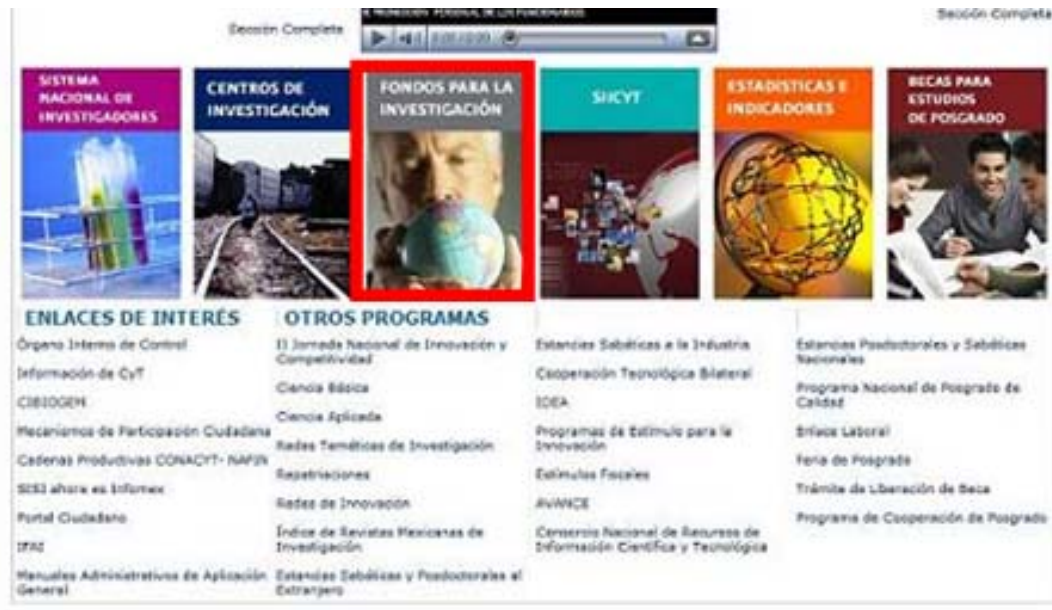 DE PROMOCIÓN PERSONAL DE LOS FUNCIONARIOS
Sección Completa
Sección Completa
SISTEMA
NACIONAL DE
INVESTIGADORES
CENTROS DE
INVESTIGACIÓN
FONDOS PARA LA
INVESTIGACIÓN
SIICYT
ESTADISTICAS E
INDICADORES
BECAS PARA
ESTUDIOS
DE POSGRADO
ENLACES DE INTERÉS
Órgano Interno de Control
Información de CyT
CIBIOGEM
Mecanismos de Participación Ciudadana
Cadenas Productivas CONACYT- NAFIN
SISI ahora es Infomex
Portal Ciudadano
IFAI
Manuales Administrativos de Aplicación
General
OTROS PROGRAMAS
II Jornada Nacional de Innovación y
Competitividad
Ciencia Básica
Ciencia Aplicada
Redes Temáticas de Investigación
Repatriaciones
Redes de Innovación
Índice de Revistas Mexicanas de
Investigación
Estancias Sabáticas y Posdoctorales al
Extranjero
Estancias Sabáticas a la Industria
Cooperación Tecnológica Bilateral
IDEA
Programas de Estímulo para la
Innovación
Estímulos Fiscales
AVANCE
Consorcio Nacional de Recursos de
Información Científica y Tecnológica
Estancias Posdoctorales y Sabáticas
Nacionales
Programa Nacional de Posgrado de
Calidad
Enlace Laboral
Feria de Posgrado
Trámite de Liberación de Beca
Programa de Cooperación de Posgrado